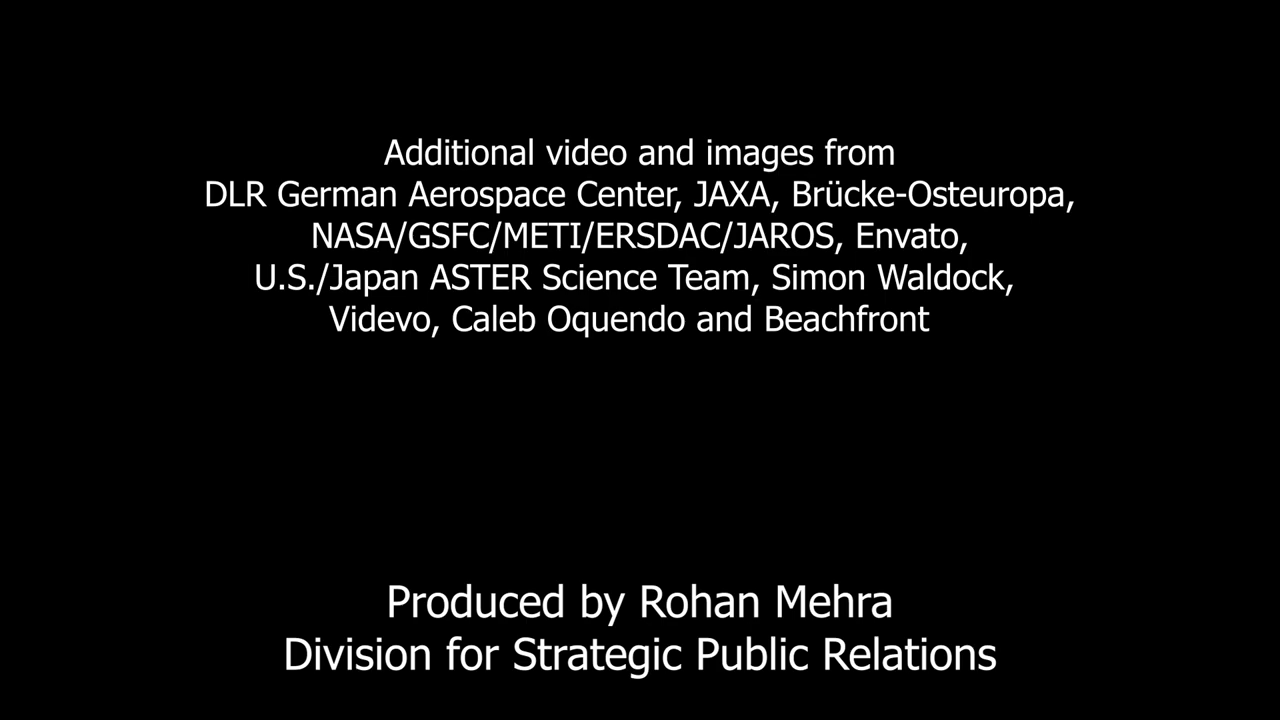 Additional video and images from
DLR German Aerospace Center, JAXA, Brücke-Osteuropa,
NASA/GSFC/METI/ERSDAC/JAROS, Envato,
U.S./Japan ASTER Science Team, Simon Waldock,
Videvo, Caleb Oquendo and Beachfront
Produced by Rohan Mehra
Division for Strategic Public Relations